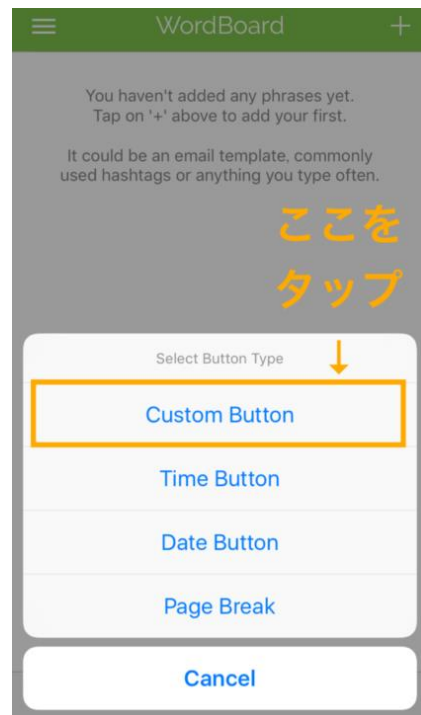 WordBoard
You haven't added any phrases yet.
Tap on '+' above to add your first.
It could be an email template, commonly
used hashtags or anything you type often.
ここを
タップ
Select Button Type
Custom Button
Time Button
Date Button
Page Break
Cancel